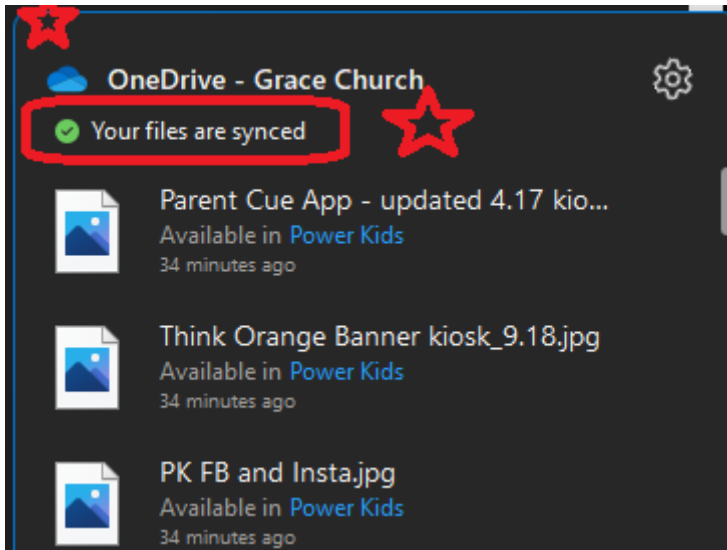 OneDrive - Grace Church
Your files are synced
Parent Cue App - updated 4.17 kio...
Available in Power Kids
34 minutes ago
Think Orange Banner kiosk_9.18.jpg
Available in Power Kids
34 minutes ago
PK FB and Insta.jpg
Available in Power Kids
34 minutes ago